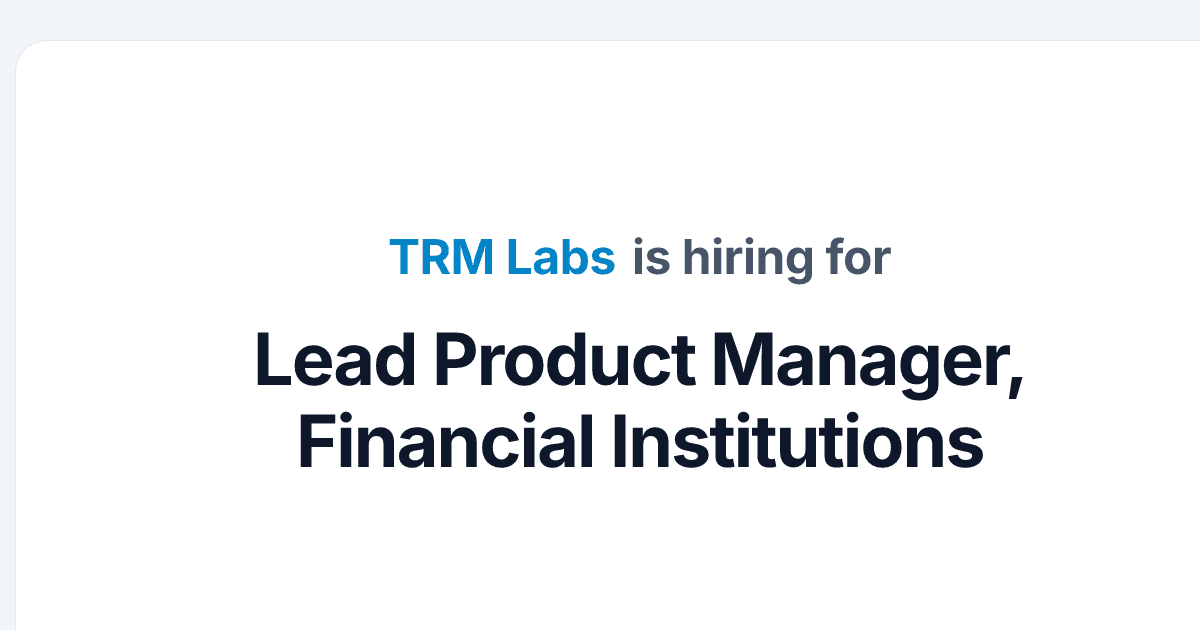 TRM Labs is hiring for
Lead Product Manager,
Financial Institutions